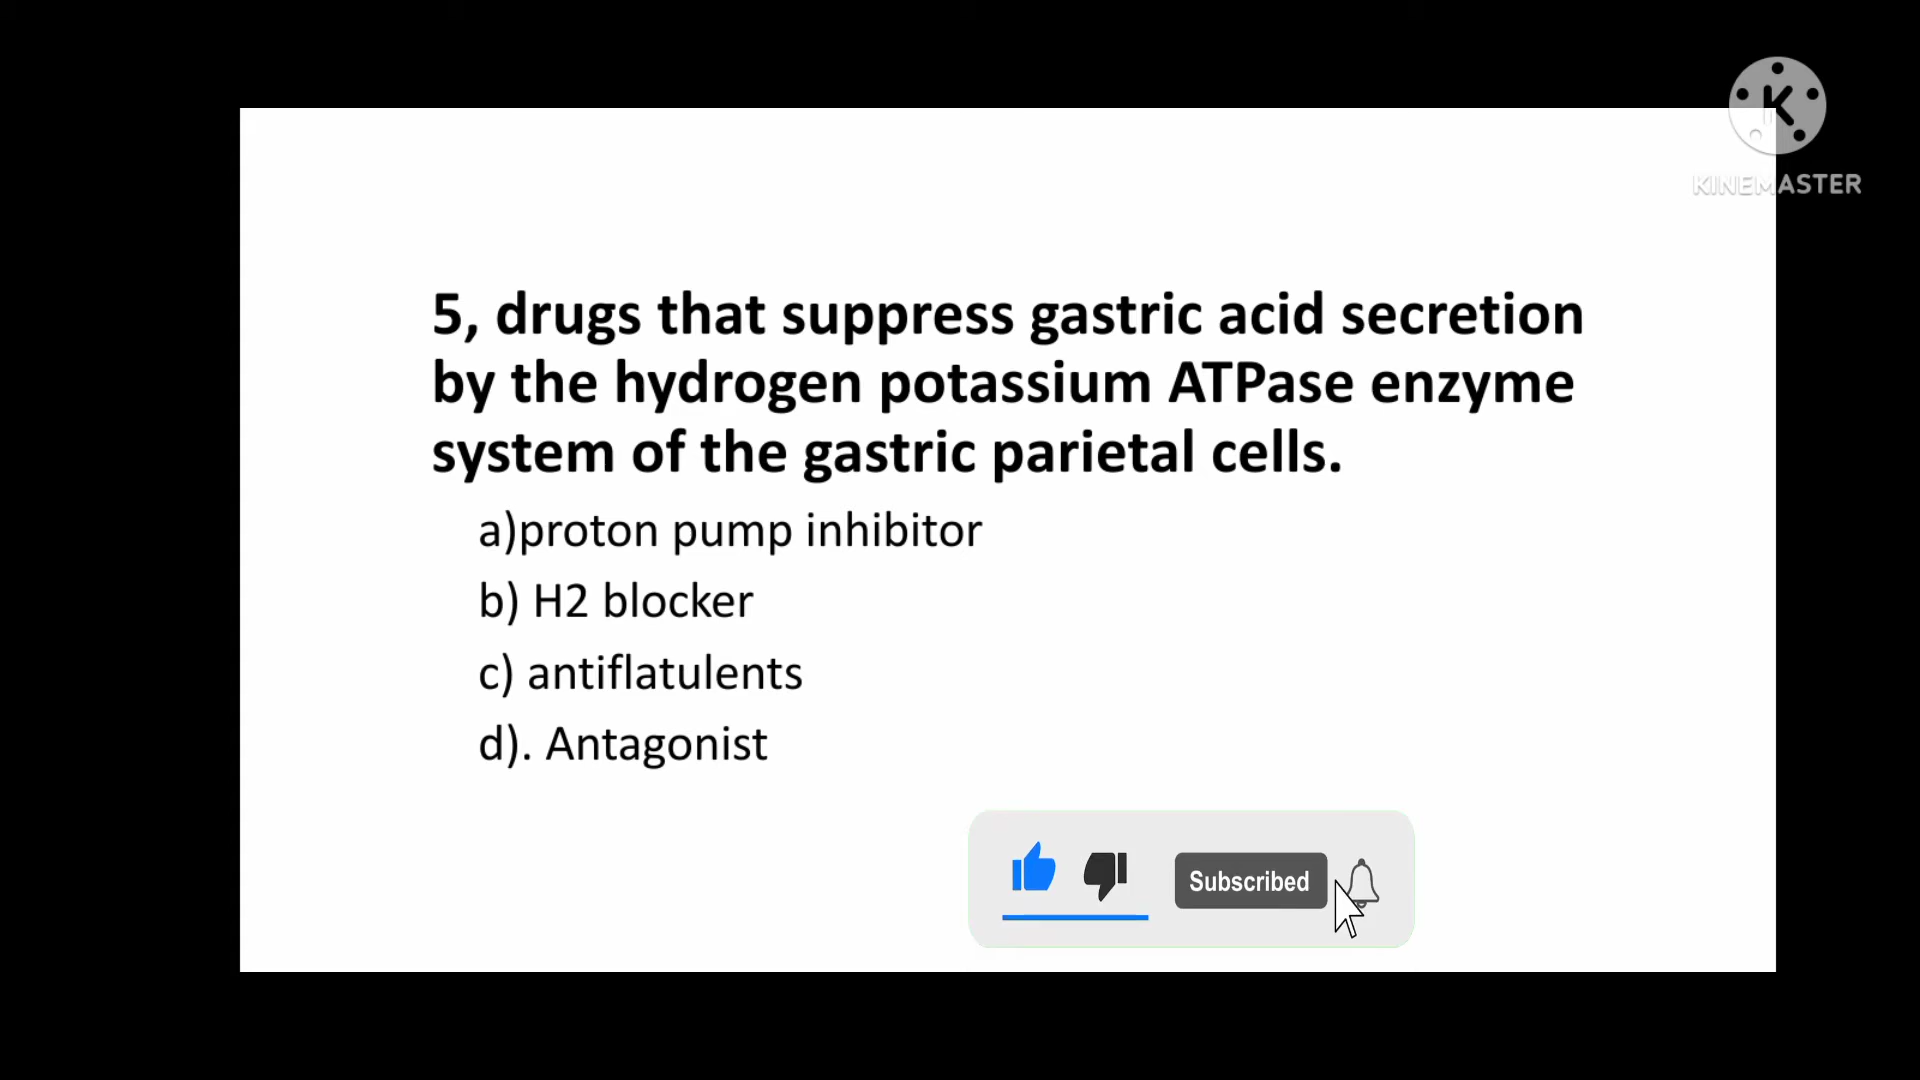 K
KINEMASTER
5, drugs that suppress gastric acid secretion
by the hydrogen potassium ATPase enzyme
system of the gastric parietal cells.
a)proton pump inhibitor
b) H2 blocker
c) antiflatulents
d). Antagonist
Subscribed